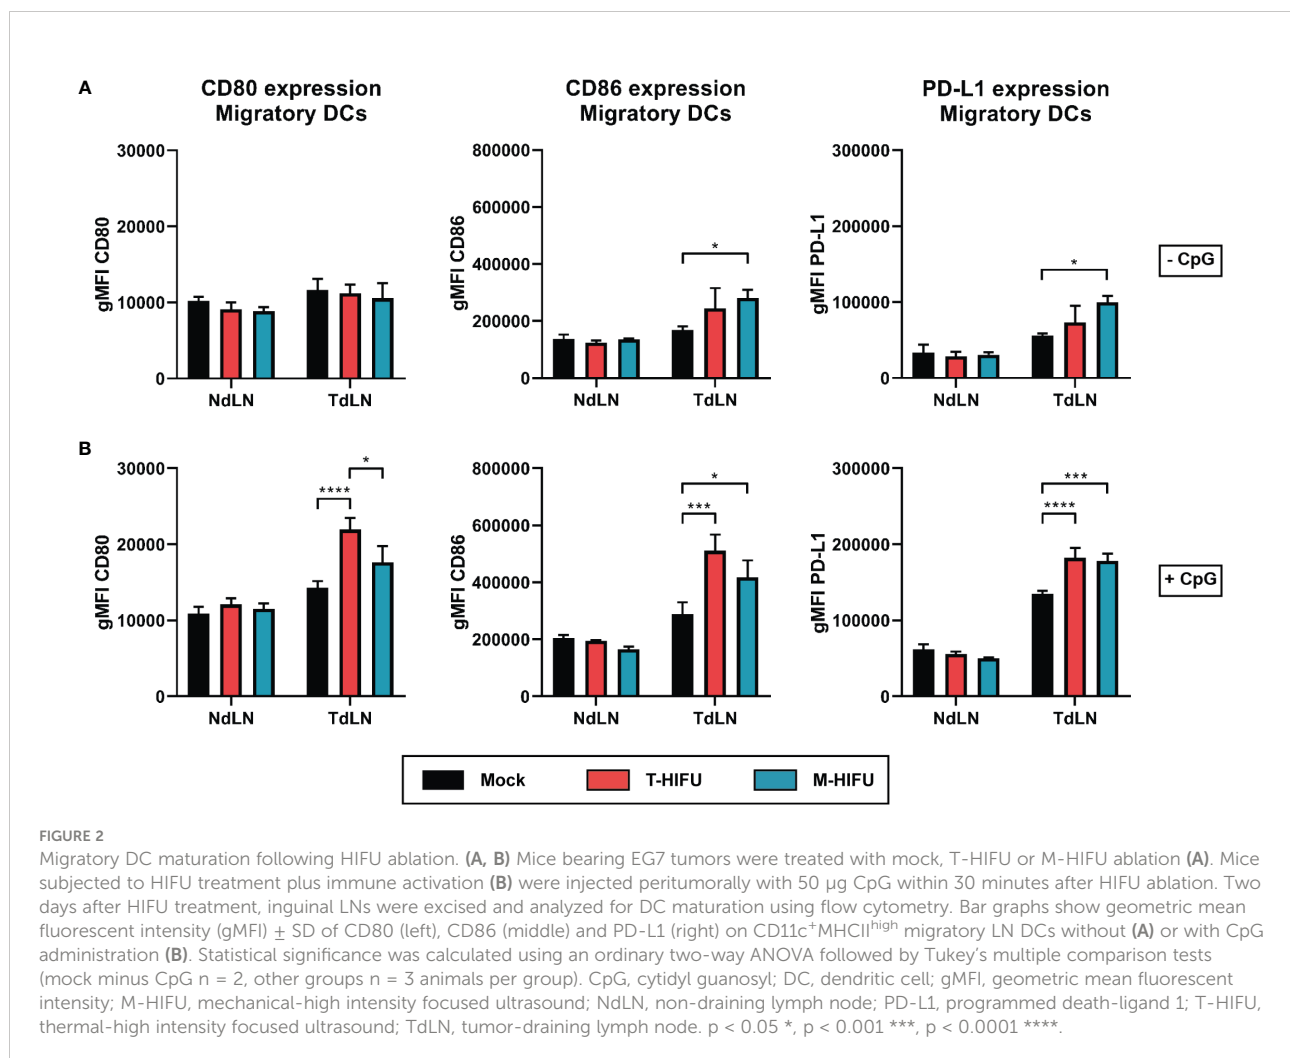 A
CD80 expression
Migratory DCs
CD86 expression
Migratory DCs
PD-L1 expression
Migratory DCs
gMFI CD80
30000
20000
10000
0
NdLN
TdLN
gMFI CD86
800000
600000
400000
200000
0
*
NdLN
TdLN
gMFI PD-L1
300000
200000
100000
0
*
NdLN
TdLN
- CpG
B
gMFI CD80
30000
20000
10000
0
****
*
NdLN
TdLN
gMFI CD86
800000
600000
400000
200000
0
*
***
NdLN
TdLN
gMFI PD-L1
300000
200000
100000
0
***
****
NdLN
TdLN
+ CpG
Mock
T-HIFU
M-HIFU
FIGURE 2
Migratory DC maturation following HIFU ablation. (A, B) Mice bearing EG7 tumors were treated with mock, T-HIFU or M-HIFU ablation (A). Mice
subjected to HIFU treatment plus immune activation (B) were injected peritumorally with 50 µg CpG within 30 minutes after HIFU ablation. Two
days after HIFU treatment, inguinal LNs were excised and analyzed for DC maturation using flow cytometry. Bar graphs show geometric mean
fluorescent intensity (gMFI) ± SD of CD80 (left), CD86 (middle) and PD-L1 (right) on CD11c⁺MHCII^high migratory LN DCs without (A) or with CpG
administration (B). Statistical significance was calculated using an ordinary two-way ANOVA followed by Tukey's multiple comparison tests
(mock minus CpG n = 2, other groups n = 3 animals per group). CpG, cytidyl guanosyl; DC, dendritic cell; gMFI, geometric mean fluorescent
intensity; M-HIFU, mechanical-high intensity focused ultrasound; NdLN, non-draining lymph node; PD-L1, programmed death-ligand 1; T-HIFU,
thermal-high intensity focused ultrasound; TdLN, tumor-draining lymph node. p < 0.05 *, p < 0.001 ***, p < 0.0001 ****.